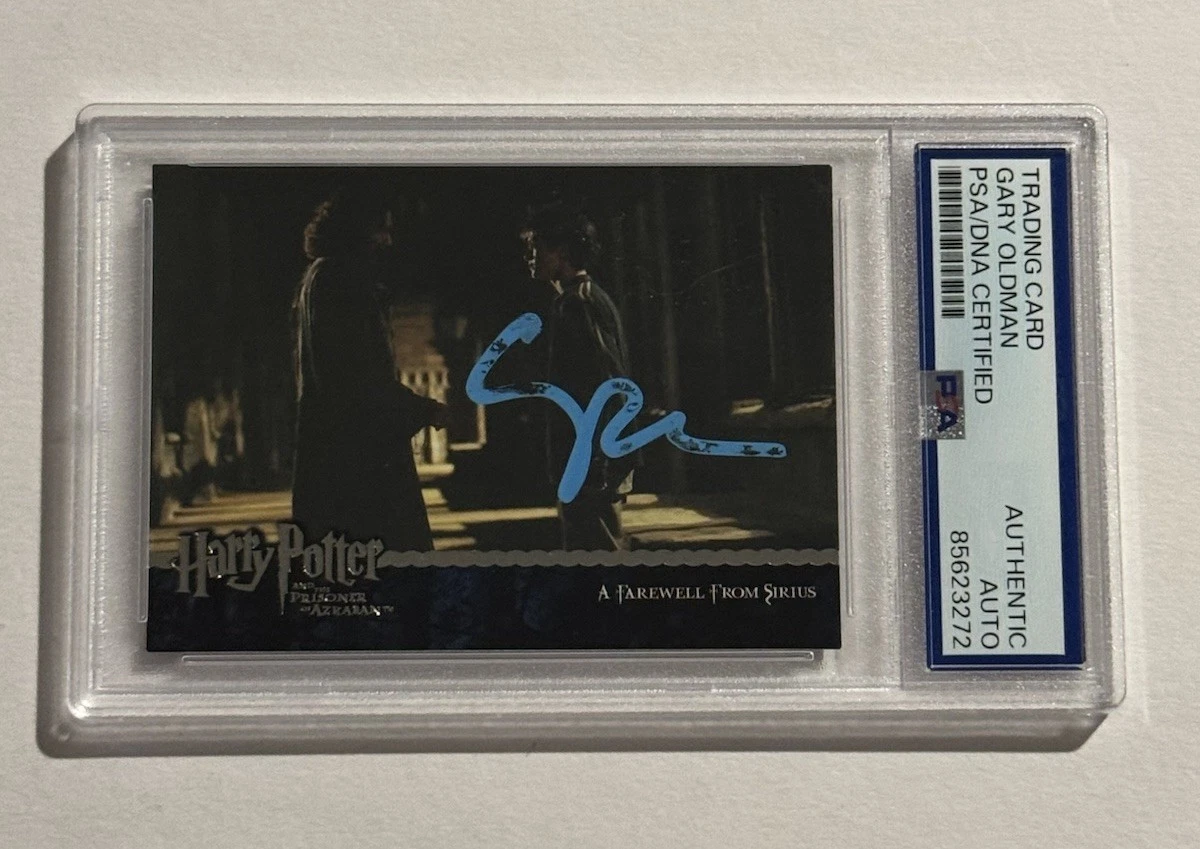 Harry Potter
AND THE
PRISONER
OF AZKABAN™
A FAREWELL FROM SIRIUS
TRADING CARD
GARY OLDMAN
PSA/DNA CERTIFIED
PSA
AUTHENTIC
AUTO
85623272